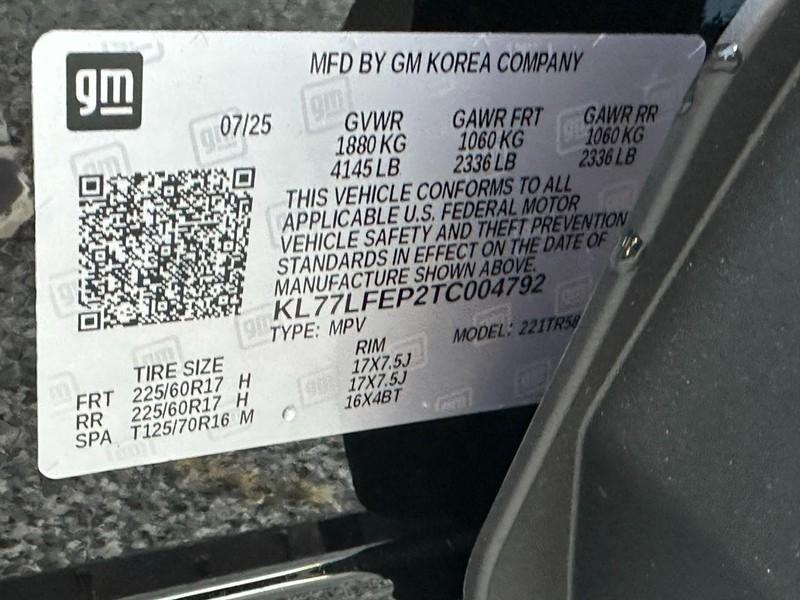 gm
MFD BY GM KOREA COMPANY
07/25 GVWR GAWR FRT GAWR RR
1880 KG 1060 KG 1060 KG
4145 LB 2336 LB 2336 LB
THIS VEHICLE CONFORMS TO ALL
APPLICABLE U.S. FEDERAL MOTOR
VEHICLE SAFETY AND THEFT PREVENTION
STANDARDS IN EFFECT ON THE DATE OF
MANUFACTURE SHOWN ABOVE.
KL77LFEP2TC004792
TYPE: MPV MODEL: 221TR58
TIRE SIZE RIM
FRT 225/60R17 H 17X7.5J
RR 225/60R17 H 17X7.5J
SPA T125/70R16 M 16X4BT